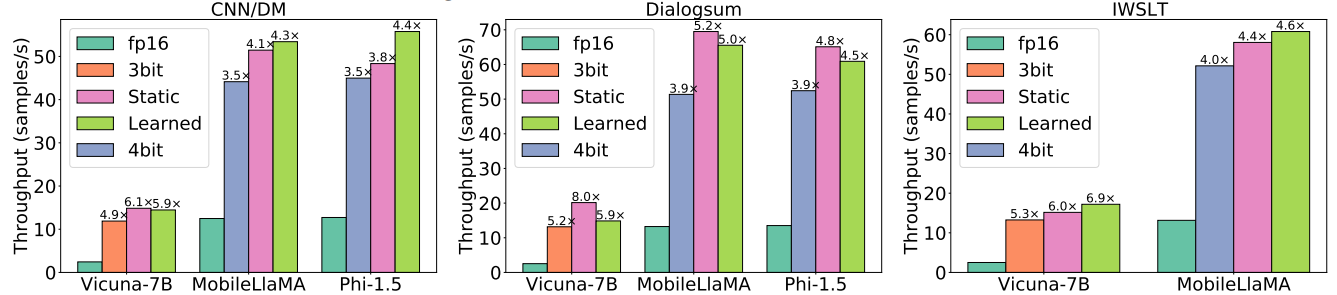 CNN/DM
Throughput (samples/s)
50
40
30
20
10
0
fp16
3bit
Static
Learned
4bit
4.9×
6.1×
5.9×
3.5×
4.1×
4.3×
3.5×
3.8×
4.4×
Vicuna-7B
MobileLlaMA
Phi-1.5
Dialogsum
Throughput (samples/s)
70
60
50
40
30
20
10
0
fp16
3bit
Static
Learned
4bit
5.2×
8.0×
5.9×
3.9×
5.2×
5.0×
3.9×
4.8×
4.5×
Vicuna-7B
MobileLlaMA
Phi-1.5
IWSLT
Throughput (samples/s)
60
50
40
30
20
10
0
fp16
3bit
Static
Learned
4bit
5.3×
6.0×
6.9×
4.0×
4.4×
4.6×
Vicuna-7B
MobileLlaMA